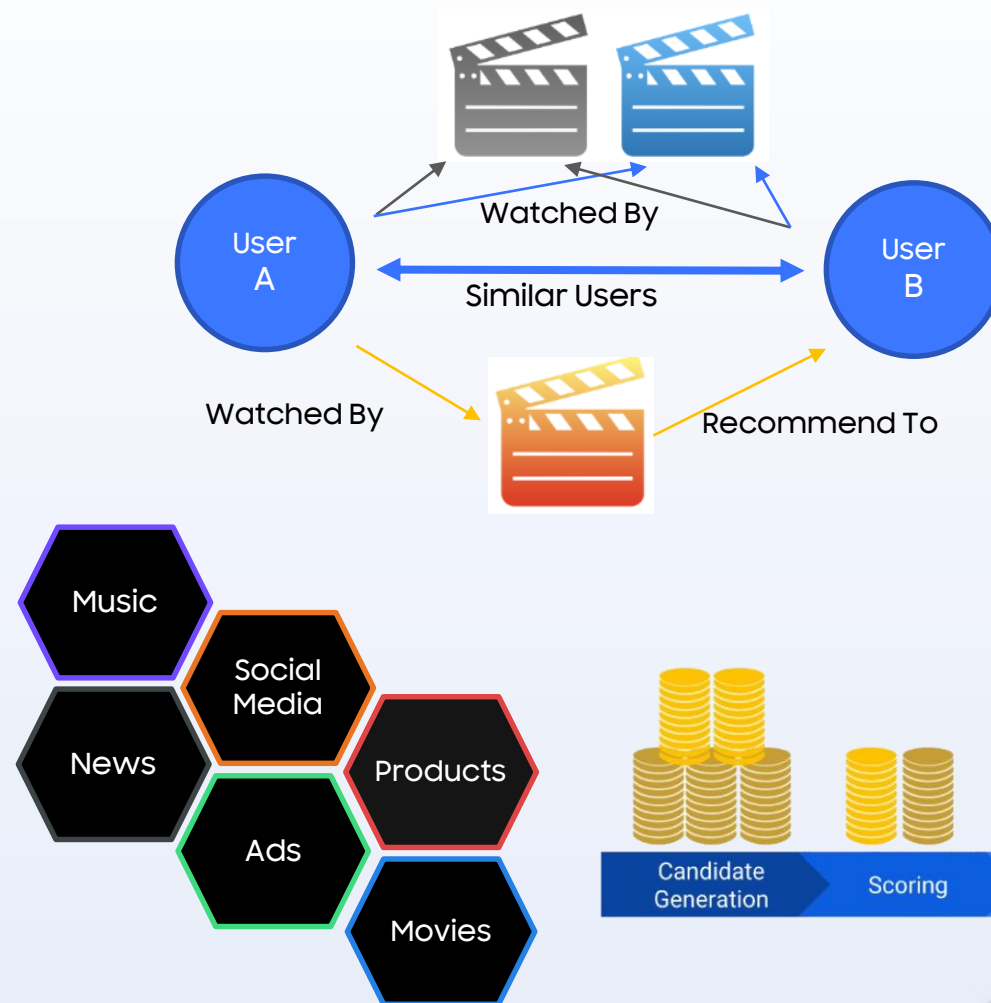 User
A
Watched By
User
B
Similar Users
Watched By
Recommend To
Music
Social
Media
News
Products
Ads
Movies
Candidate
Generation
Scoring